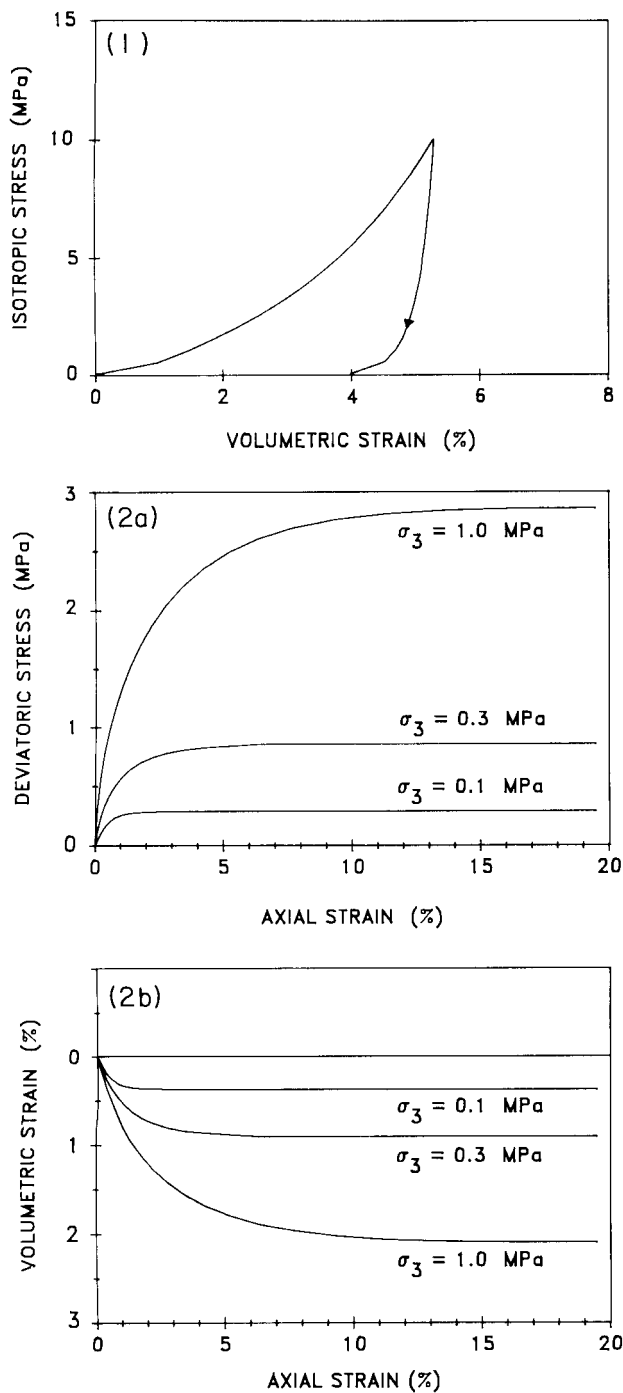 (1)
15
10
5
0
ISOTROPIC STRESS (MPa)
0 2 4 6 8
VOLUMETRIC STRAIN (%)
(2a)
3
2
1
0
DEVIATORIC STRESS (MPa)
σ3 = 1.0 MPa
σ3 = 0.3 MPa
σ3 = 0.1 MPa
0 5 10 15 20
AXIAL STRAIN (%)
(2b)
0
1
2
3
VOLUMETRIC STRAIN (%)
σ3 = 0.1 MPa
σ3 = 0.3 MPa
σ3 = 1.0 MPa
0 5 10 15 20
AXIAL STRAIN (%)